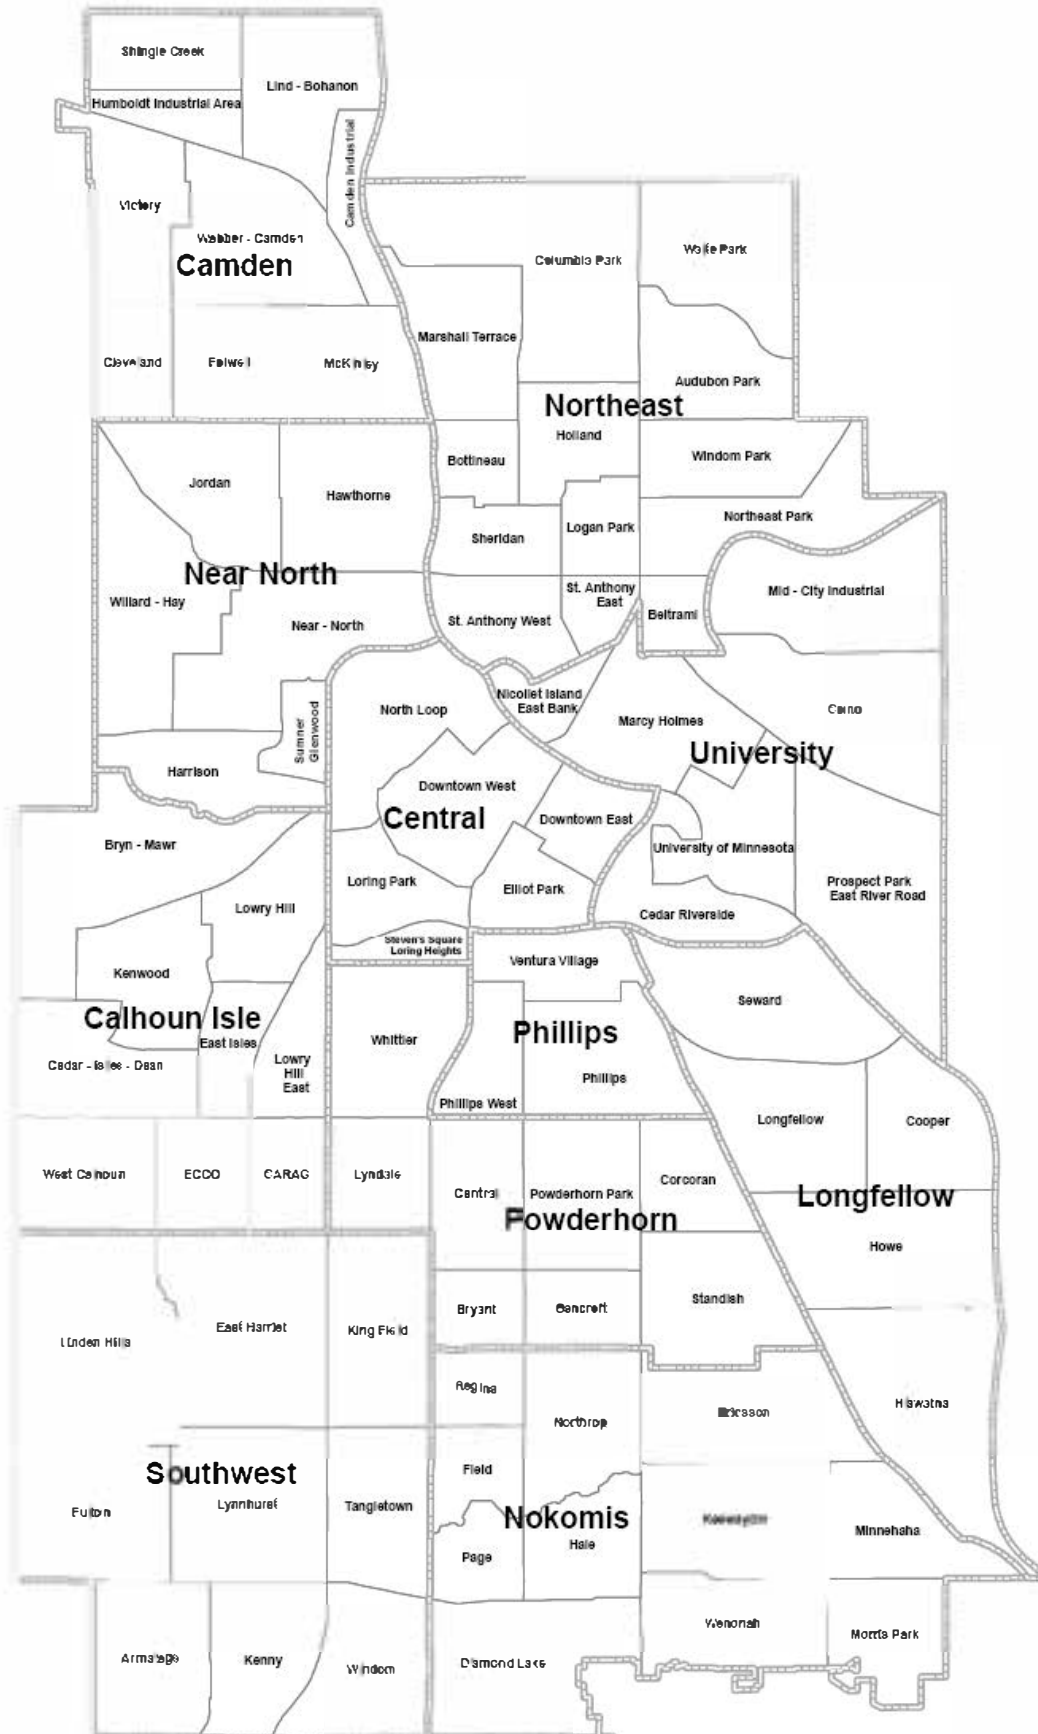 Shingle Creek
Lind - Bohanon
Humboldt Industrial Area
Camden Industrial
Victory
Webber - Camden
Camden
Columbia Park
Waite Park
Marshall Terrace
Cleveland
Folwell
McKinley
Audubon Park
Northeast
Holland
Windom Park
Bottineau
Jordan
Hawthorne
Northeast Park
Logan Park
Sheridan
Near North
Mid - City Industrial
St. Anthony
East
Willard - Hay
Beltrami
St. Anthony West
Near - North
Nicollet Island
East Bank
North Loop
Sumner
Glenwood
Marcy Holmes
Como
University
Harrison
Downtown West
Central
Downtown East
Bryn - Mawr
University of Minnesota
Loring Park
Elliot Park
Prospect Park
East River Road
Lowry Hill
Cedar Riverside
Steven's Square
Loring Heights
Ventura Village
Kenwood
Seward
Calhoun Isle
East Isles
Whittier
Phillips
Cedar - Isles - Dean
Lowry
Hill
East
Phillips
Phillips West
Longfellow
Cooper
West Calhoun
ECCO
CARAG
Lyndale
Central
Powderhorn Park
Corcoran
Longfellow
Powderhorn
Howe
Standish
Bryant
Bancroft
East Harriet
King Field
Linden Hills
Regina
Northrop
Ericsson
Hiawatha
Southwest
Field
Lynnhurst
Tangletown
Fulton
Nokomis
Keewaydin
Minnehaha
Hale
Page
Wenonah
Morris Park
Armatage
Kenny
Windom
Diamond Lake